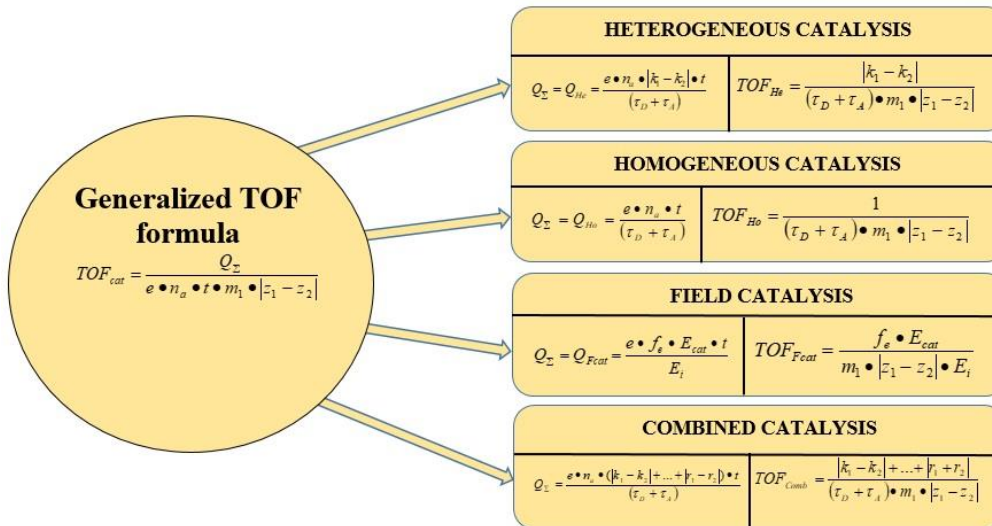 Generalized TOF
formula
TOF_cat = Q_Σ / (e • n_a • t • m_1 • |z_1 − z_2|)
HETEROGENEOUS CATALYSIS
Q_Σ = Q_He = (e • n_a • |k_1 − k_2| • t) / (τ_D + τ_A)
TOF_He = |k_1 − k_2| / ((τ_D + τ_A) • m_1 • |z_1 − z_2|)
HOMOGENEOUS CATALYSIS
Q_Σ = Q_Ho = (e • n_a • t) / (τ_D + τ_A)
TOF_Ho = 1 / ((τ_D + τ_A) • m_1 • |z_1 − z_2|)
FIELD CATALYSIS
Q_Σ = Q_Fcat = (e • f_e • E_cat • t) / E_i
TOF_Fcat = (f_e • E_cat) / (m_1 • |z_1 − z_2| • E_i)
COMBINED CATALYSIS
Q_Σ = (e • n_a • (|k_1 − k_2| + ... + |r_1 − r_2|) • t) / (τ_D + τ_A)
TOF_Comb = (|k_1 − k_2| + ... + |r_1 + r_2|) / ((τ_D + τ_A) • m_1 • |z_1 − z_2|)